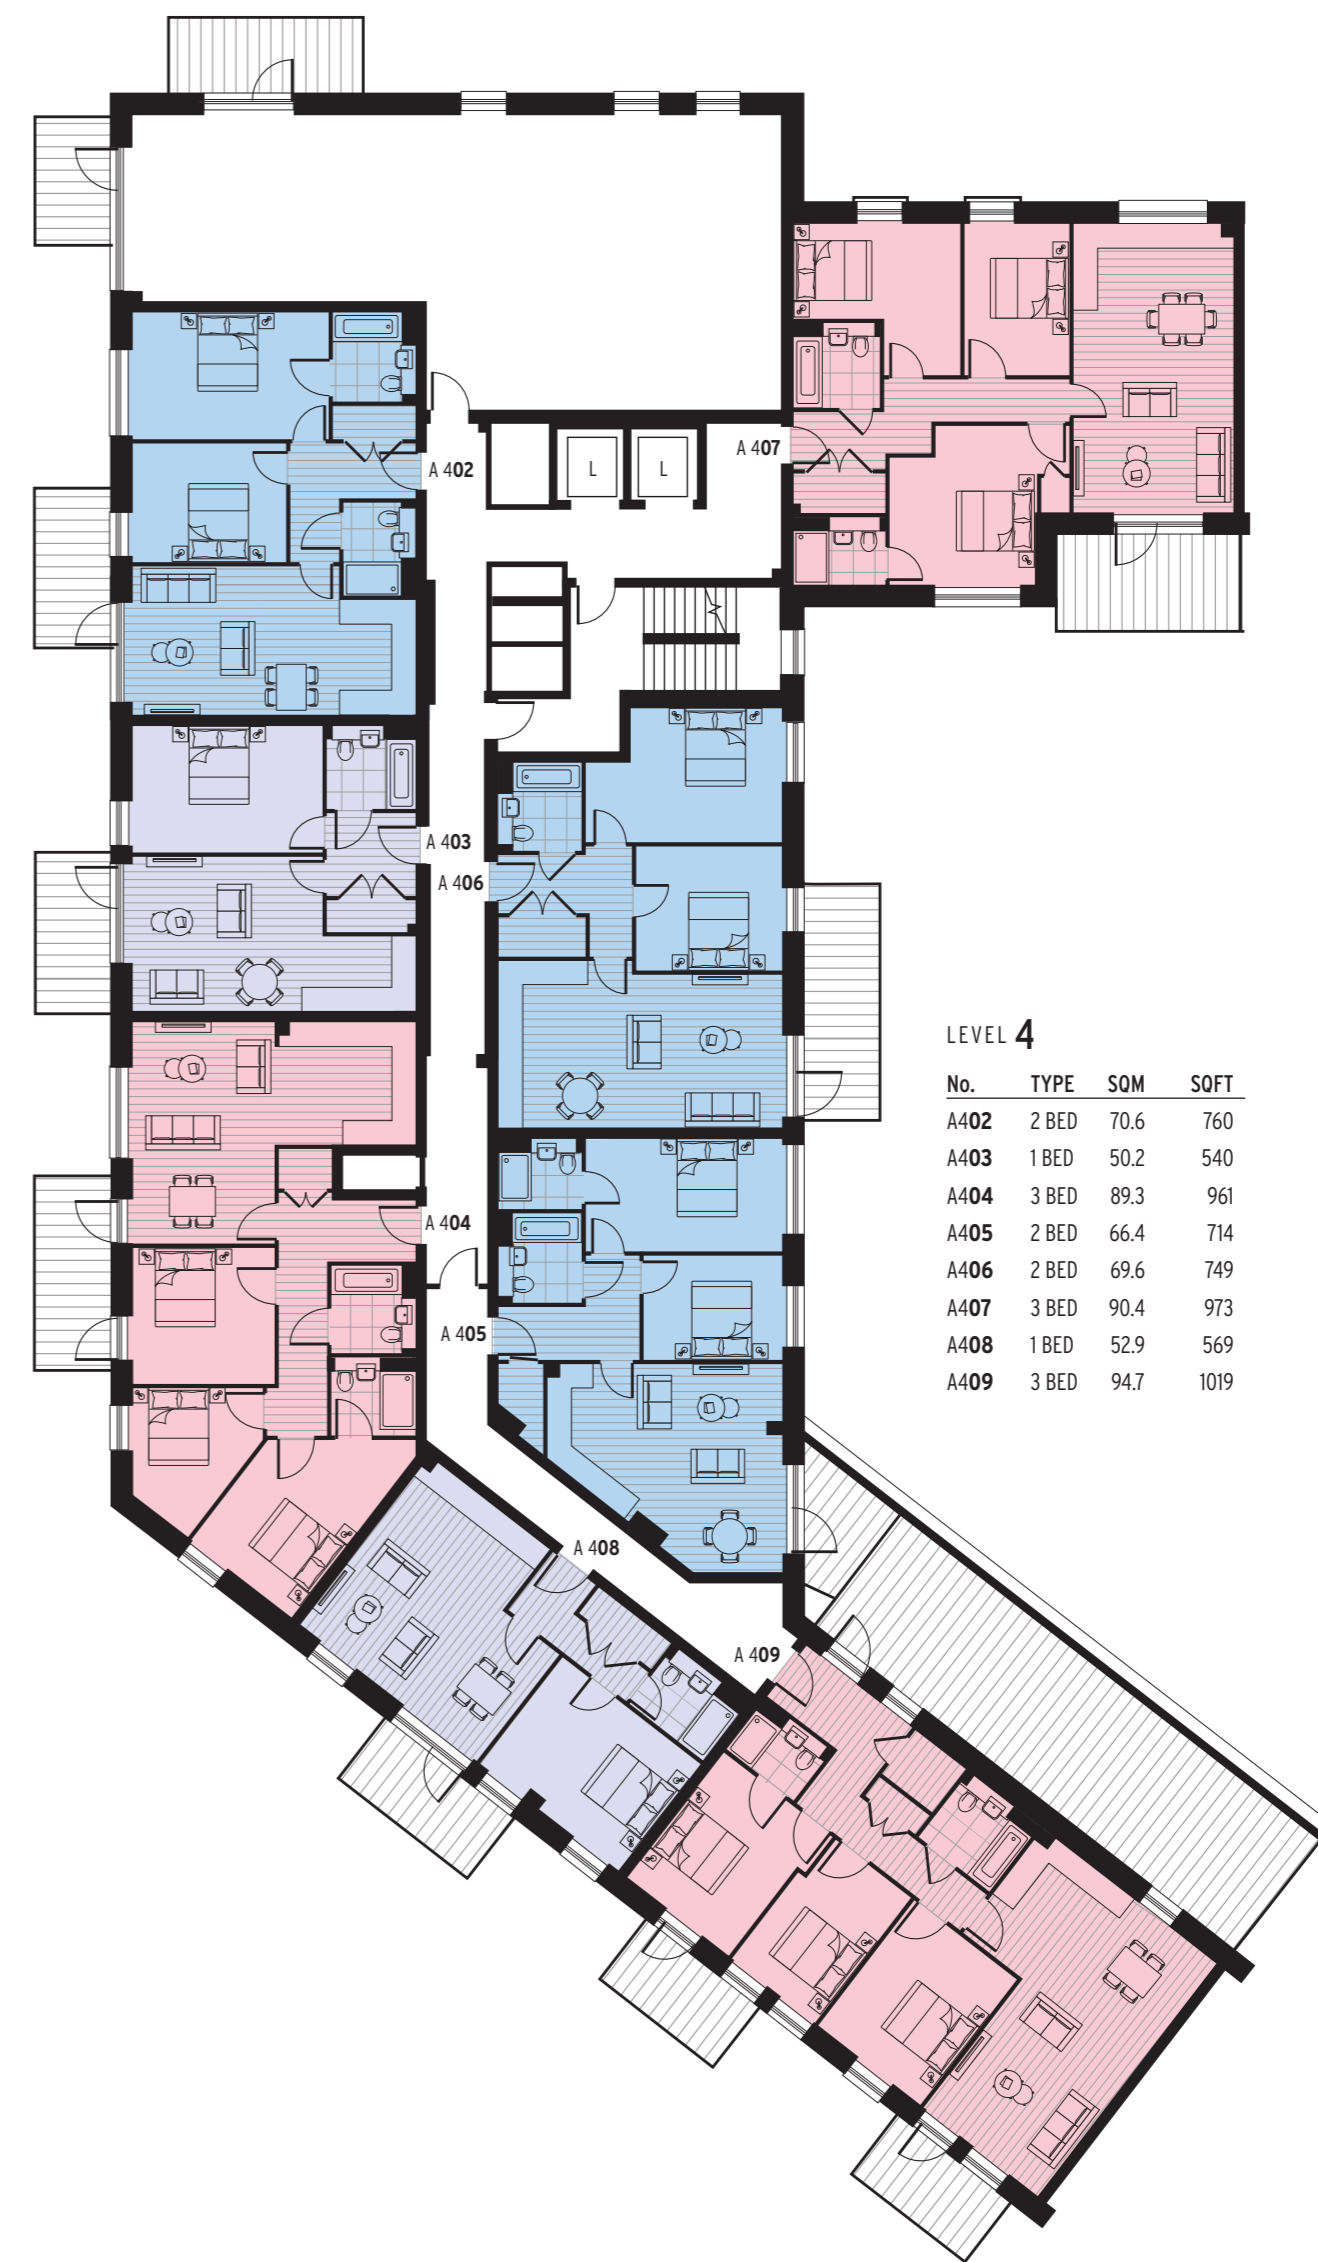 L L
A 407
A 402
A 403
A 406
LEVEL 4
No. TYPE SQM SQFT
A402 2 BED 70.6 760
A403 1 BED 50.2 540
A404 3 BED 89.3 961
A405 2 BED 66.4 714
A406 2 BED 69.6 749
A407 3 BED 90.4 973
A408 1 BED 52.9 569
A409 3 BED 94.7 1019
A 404
A 405
A 408
A 409